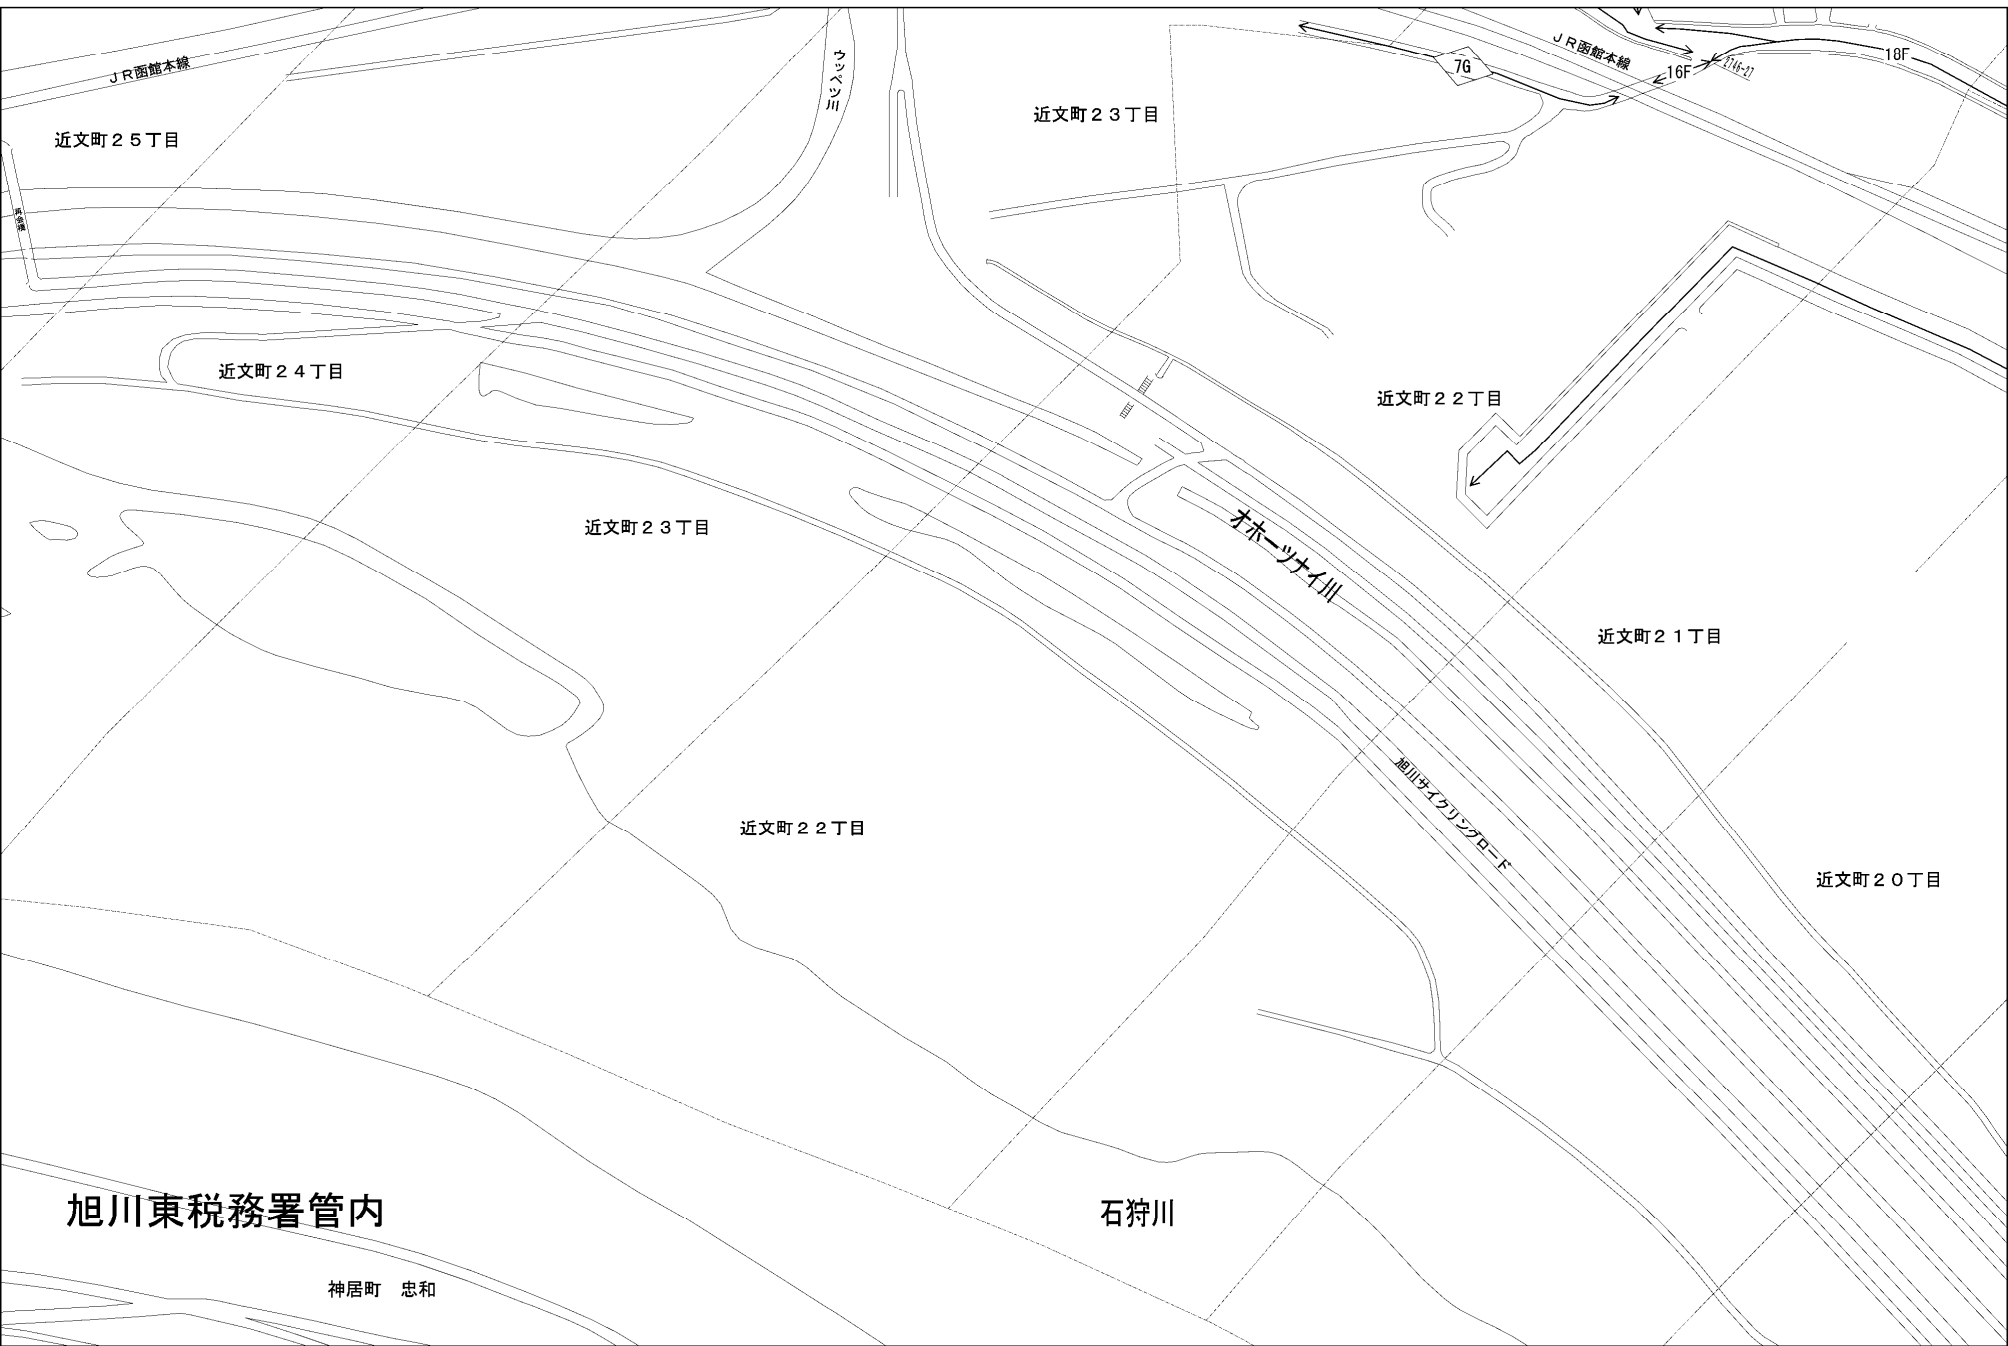 ＪＲ函館本線
ウッペツ川
近文町２３丁目
7G
ＪＲ函館本線
16F
2746-27
18F
近文町２５丁目
再会橋
近文町２４丁目
近文町２２丁目
近文町２３丁目
オホーツナイ川
近文町２１丁目
旭川サイクリングロード
近文町２２丁目
近文町２０丁目
旭川東税務署管内
石狩川
神居町　忠和